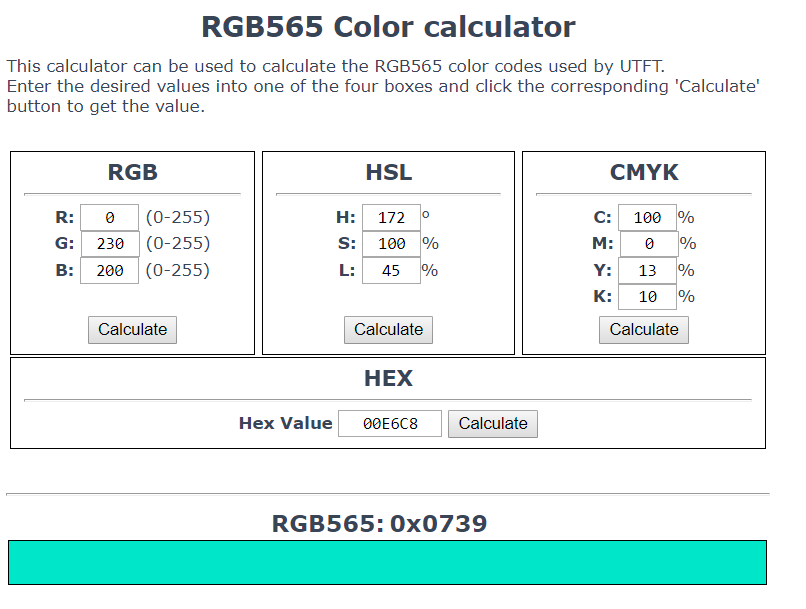 RGB565 Color calculator
This calculator can be used to calculate the RGB565 color codes used by UTFT.
Enter the desired values into one of the four boxes and click the corresponding 'Calculate'
button to get the value.
RGB
R: 0 (0-255)
G: 230 (0-255)
B: 200 (0-255)
Calculate
HSL
H: 172 º
S: 100 %
L: 45 %
Calculate
CMYK
C: 100 %
M: 0 %
Y: 13 %
K: 10 %
Calculate
HEX
Hex Value 00E6C8 Calculate
RGB565: 0x0739